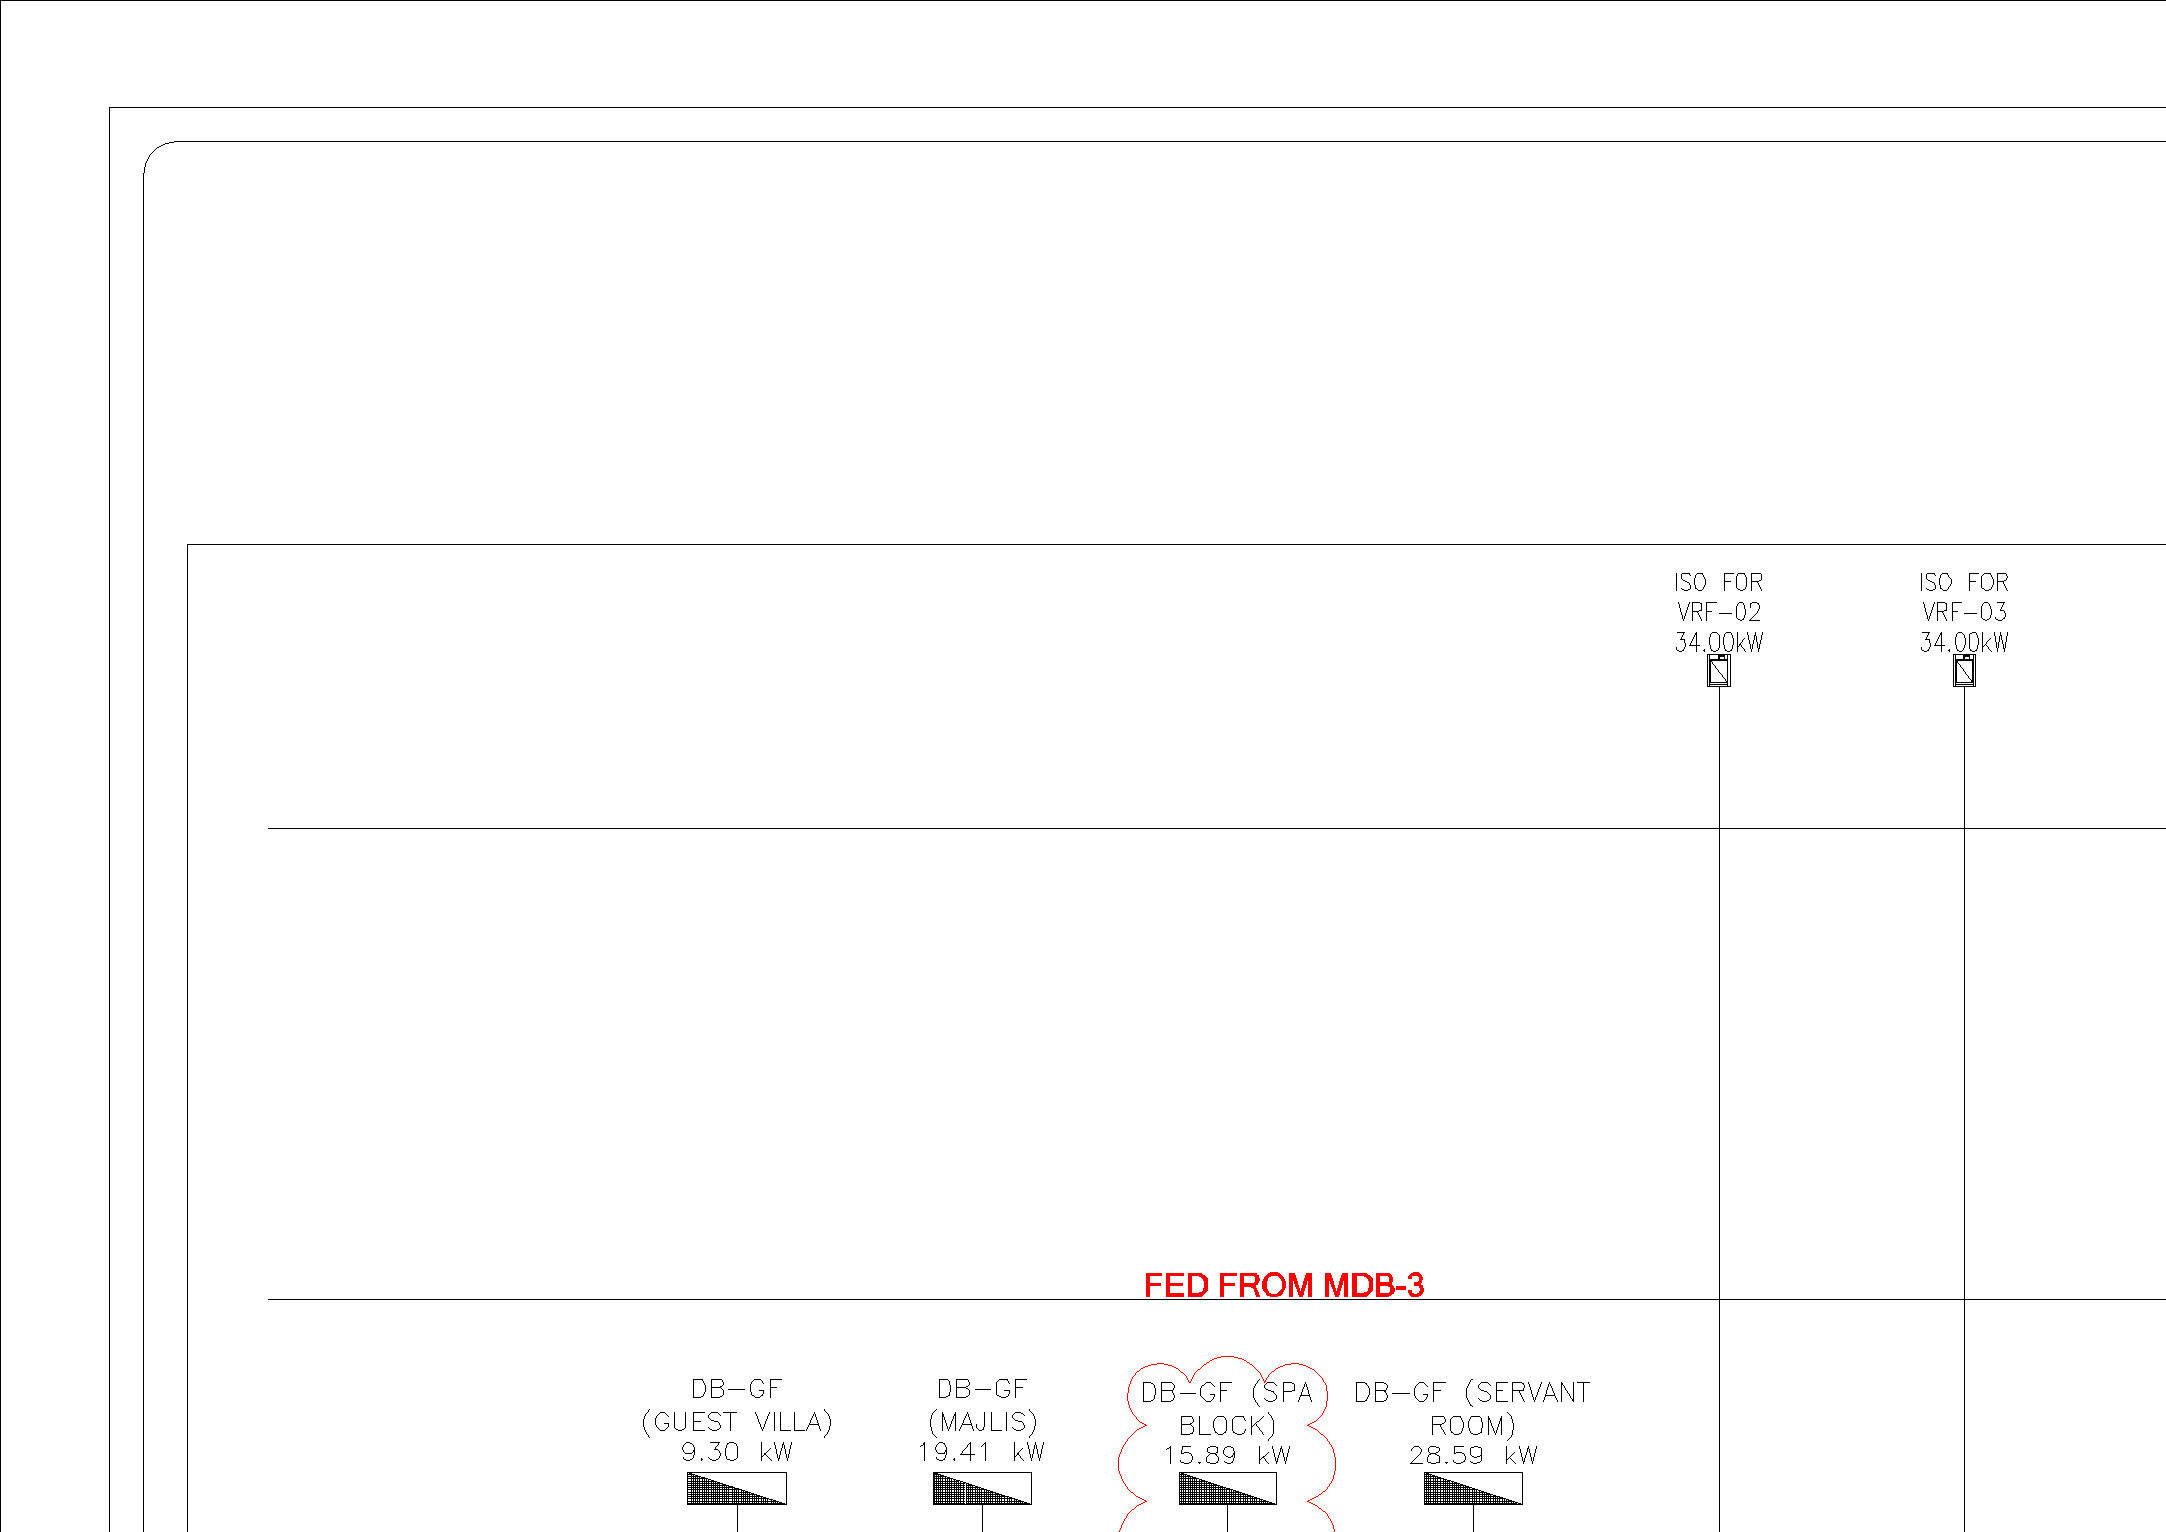 ISO FOR
VRF-02
34.00kW
ISO FOR
VRF-03
34.00kW
FED FROM MDB-3
DB-GF
(GUEST VILLA)
9.30 kW
DB-GF
(MAJLIS)
19.41 kW
DB-GF (SPA
BLOCK)
15.89 kW
DB-GF (SERVANT
ROOM)
28.59 kW